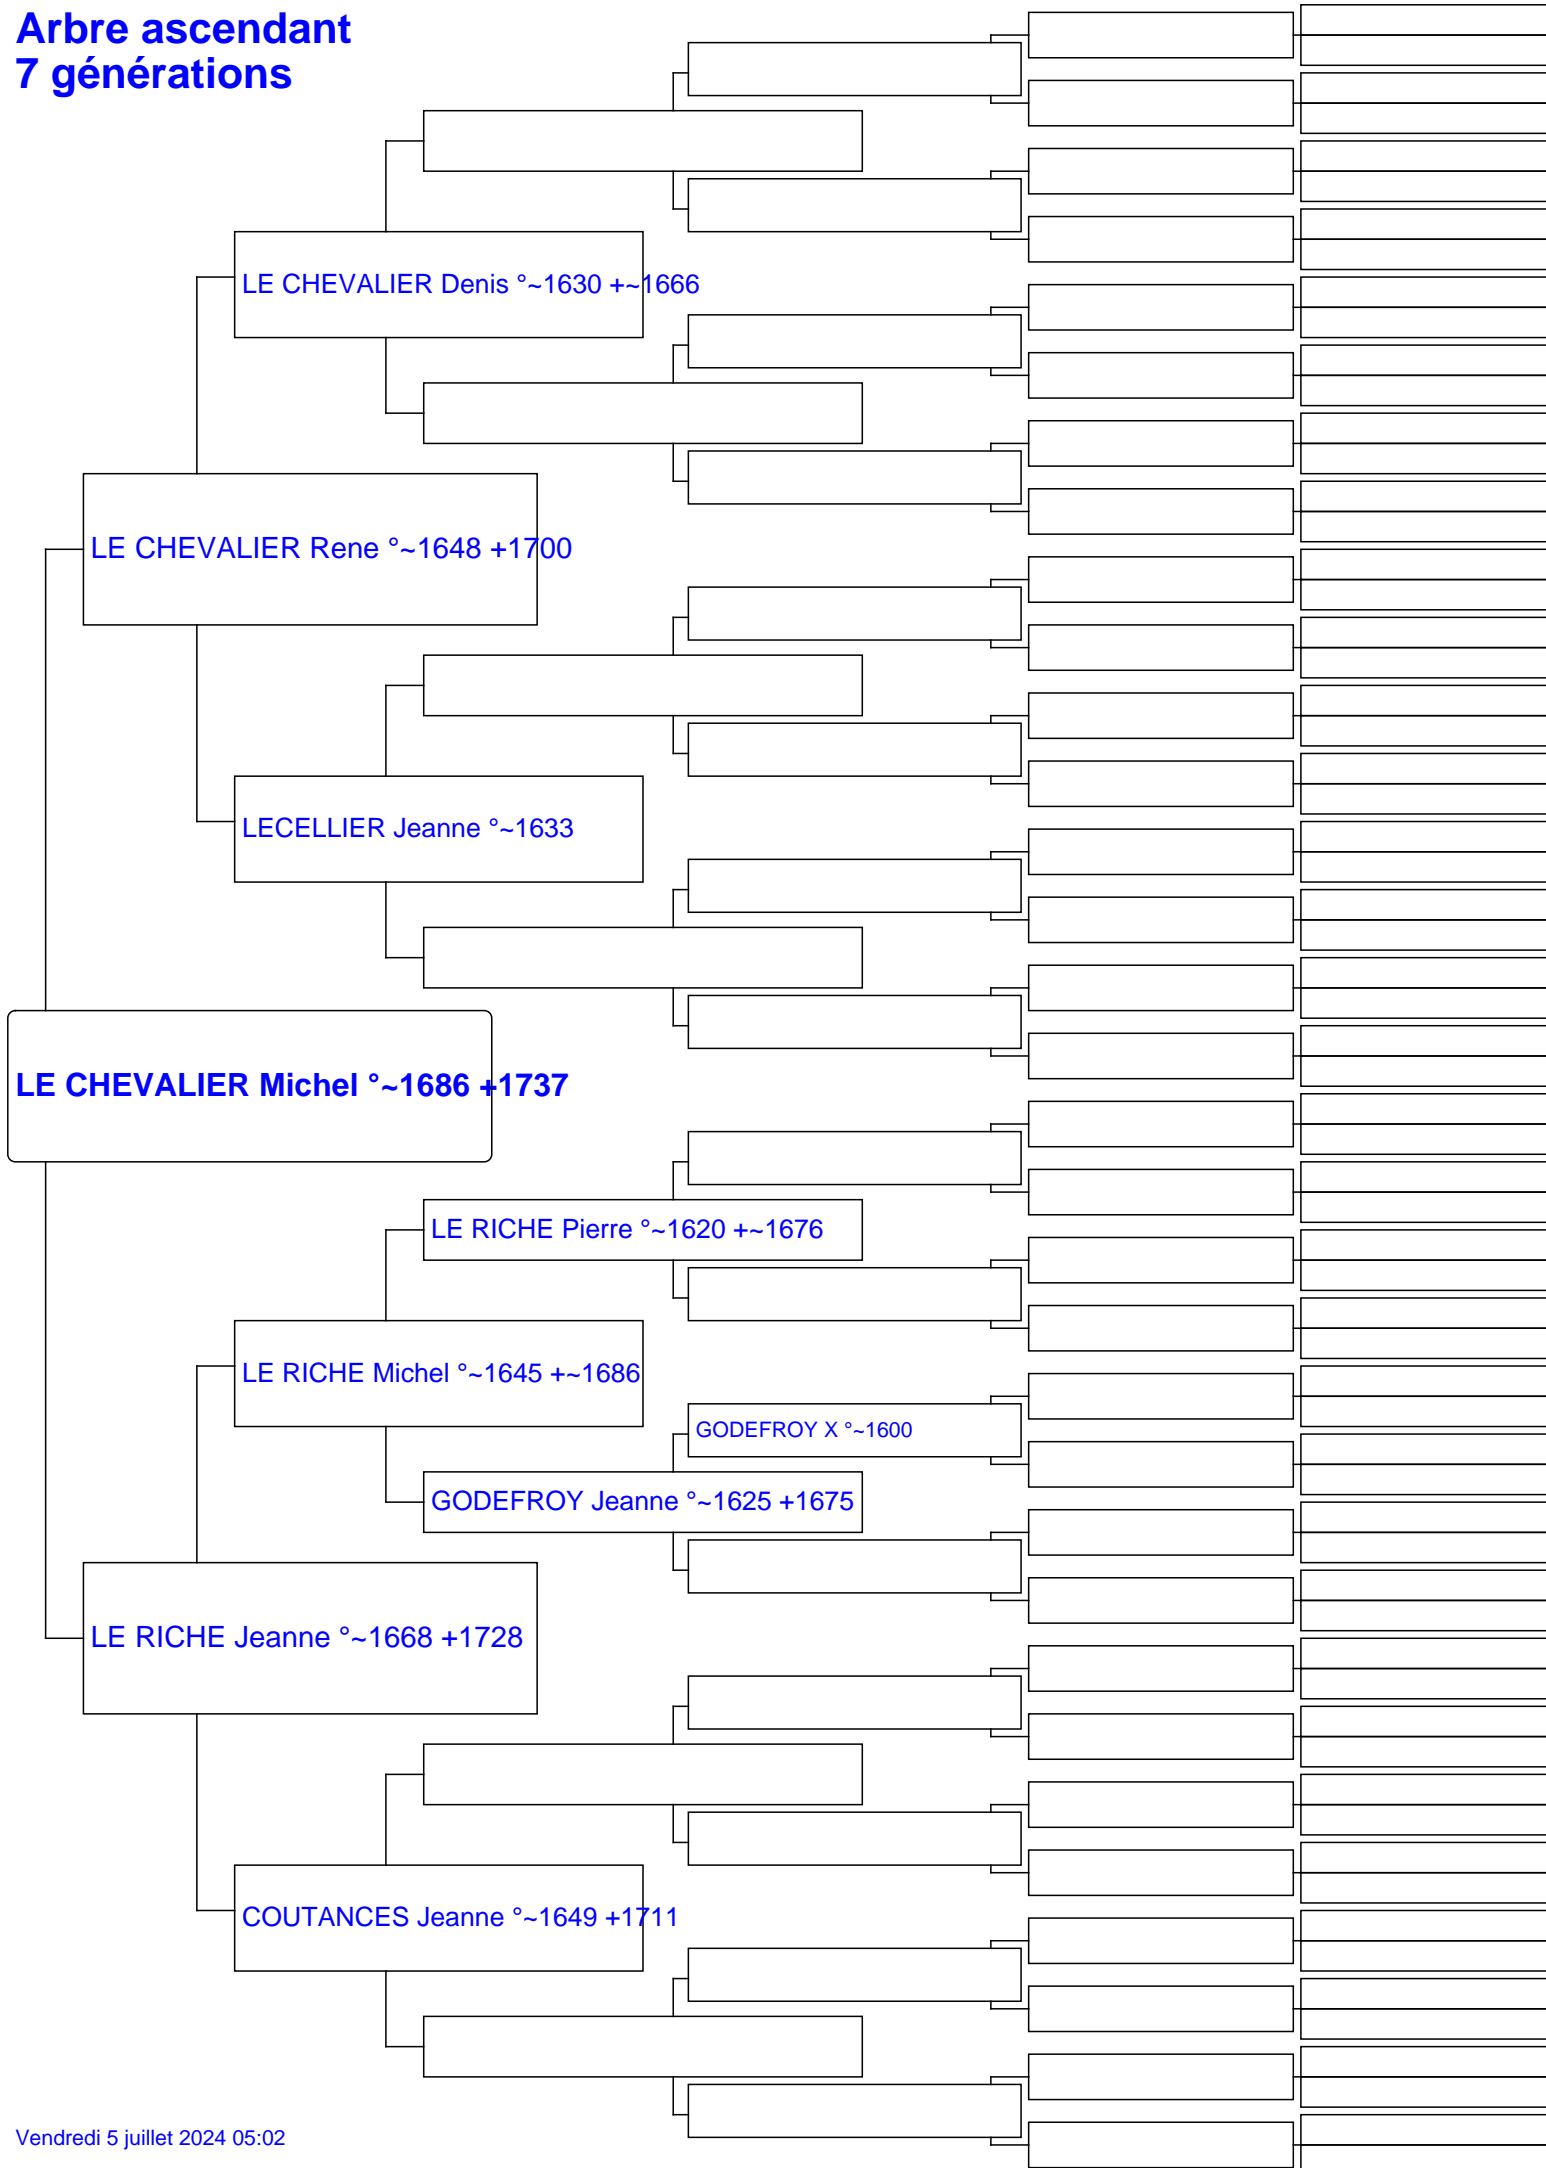 Arbre ascendant
7 générations
LE CHEVALIER Denis °~1630 +~1666
LE CHEVALIER Rene °~1648 +1700
LECELLIER Jeanne °~1633
LE CHEVALIER Michel °~1686 +1737
LE RICHE Pierre °~1620 +~1676
LE RICHE Michel °~1645 +~1686
GODEFROY X °~1600
GODEFROY Jeanne °~1625 +1675
LE RICHE Jeanne °~1668 +1728
COUTANCES Jeanne °~1649 +1711
Vendredi 5 juillet 2024 05:02